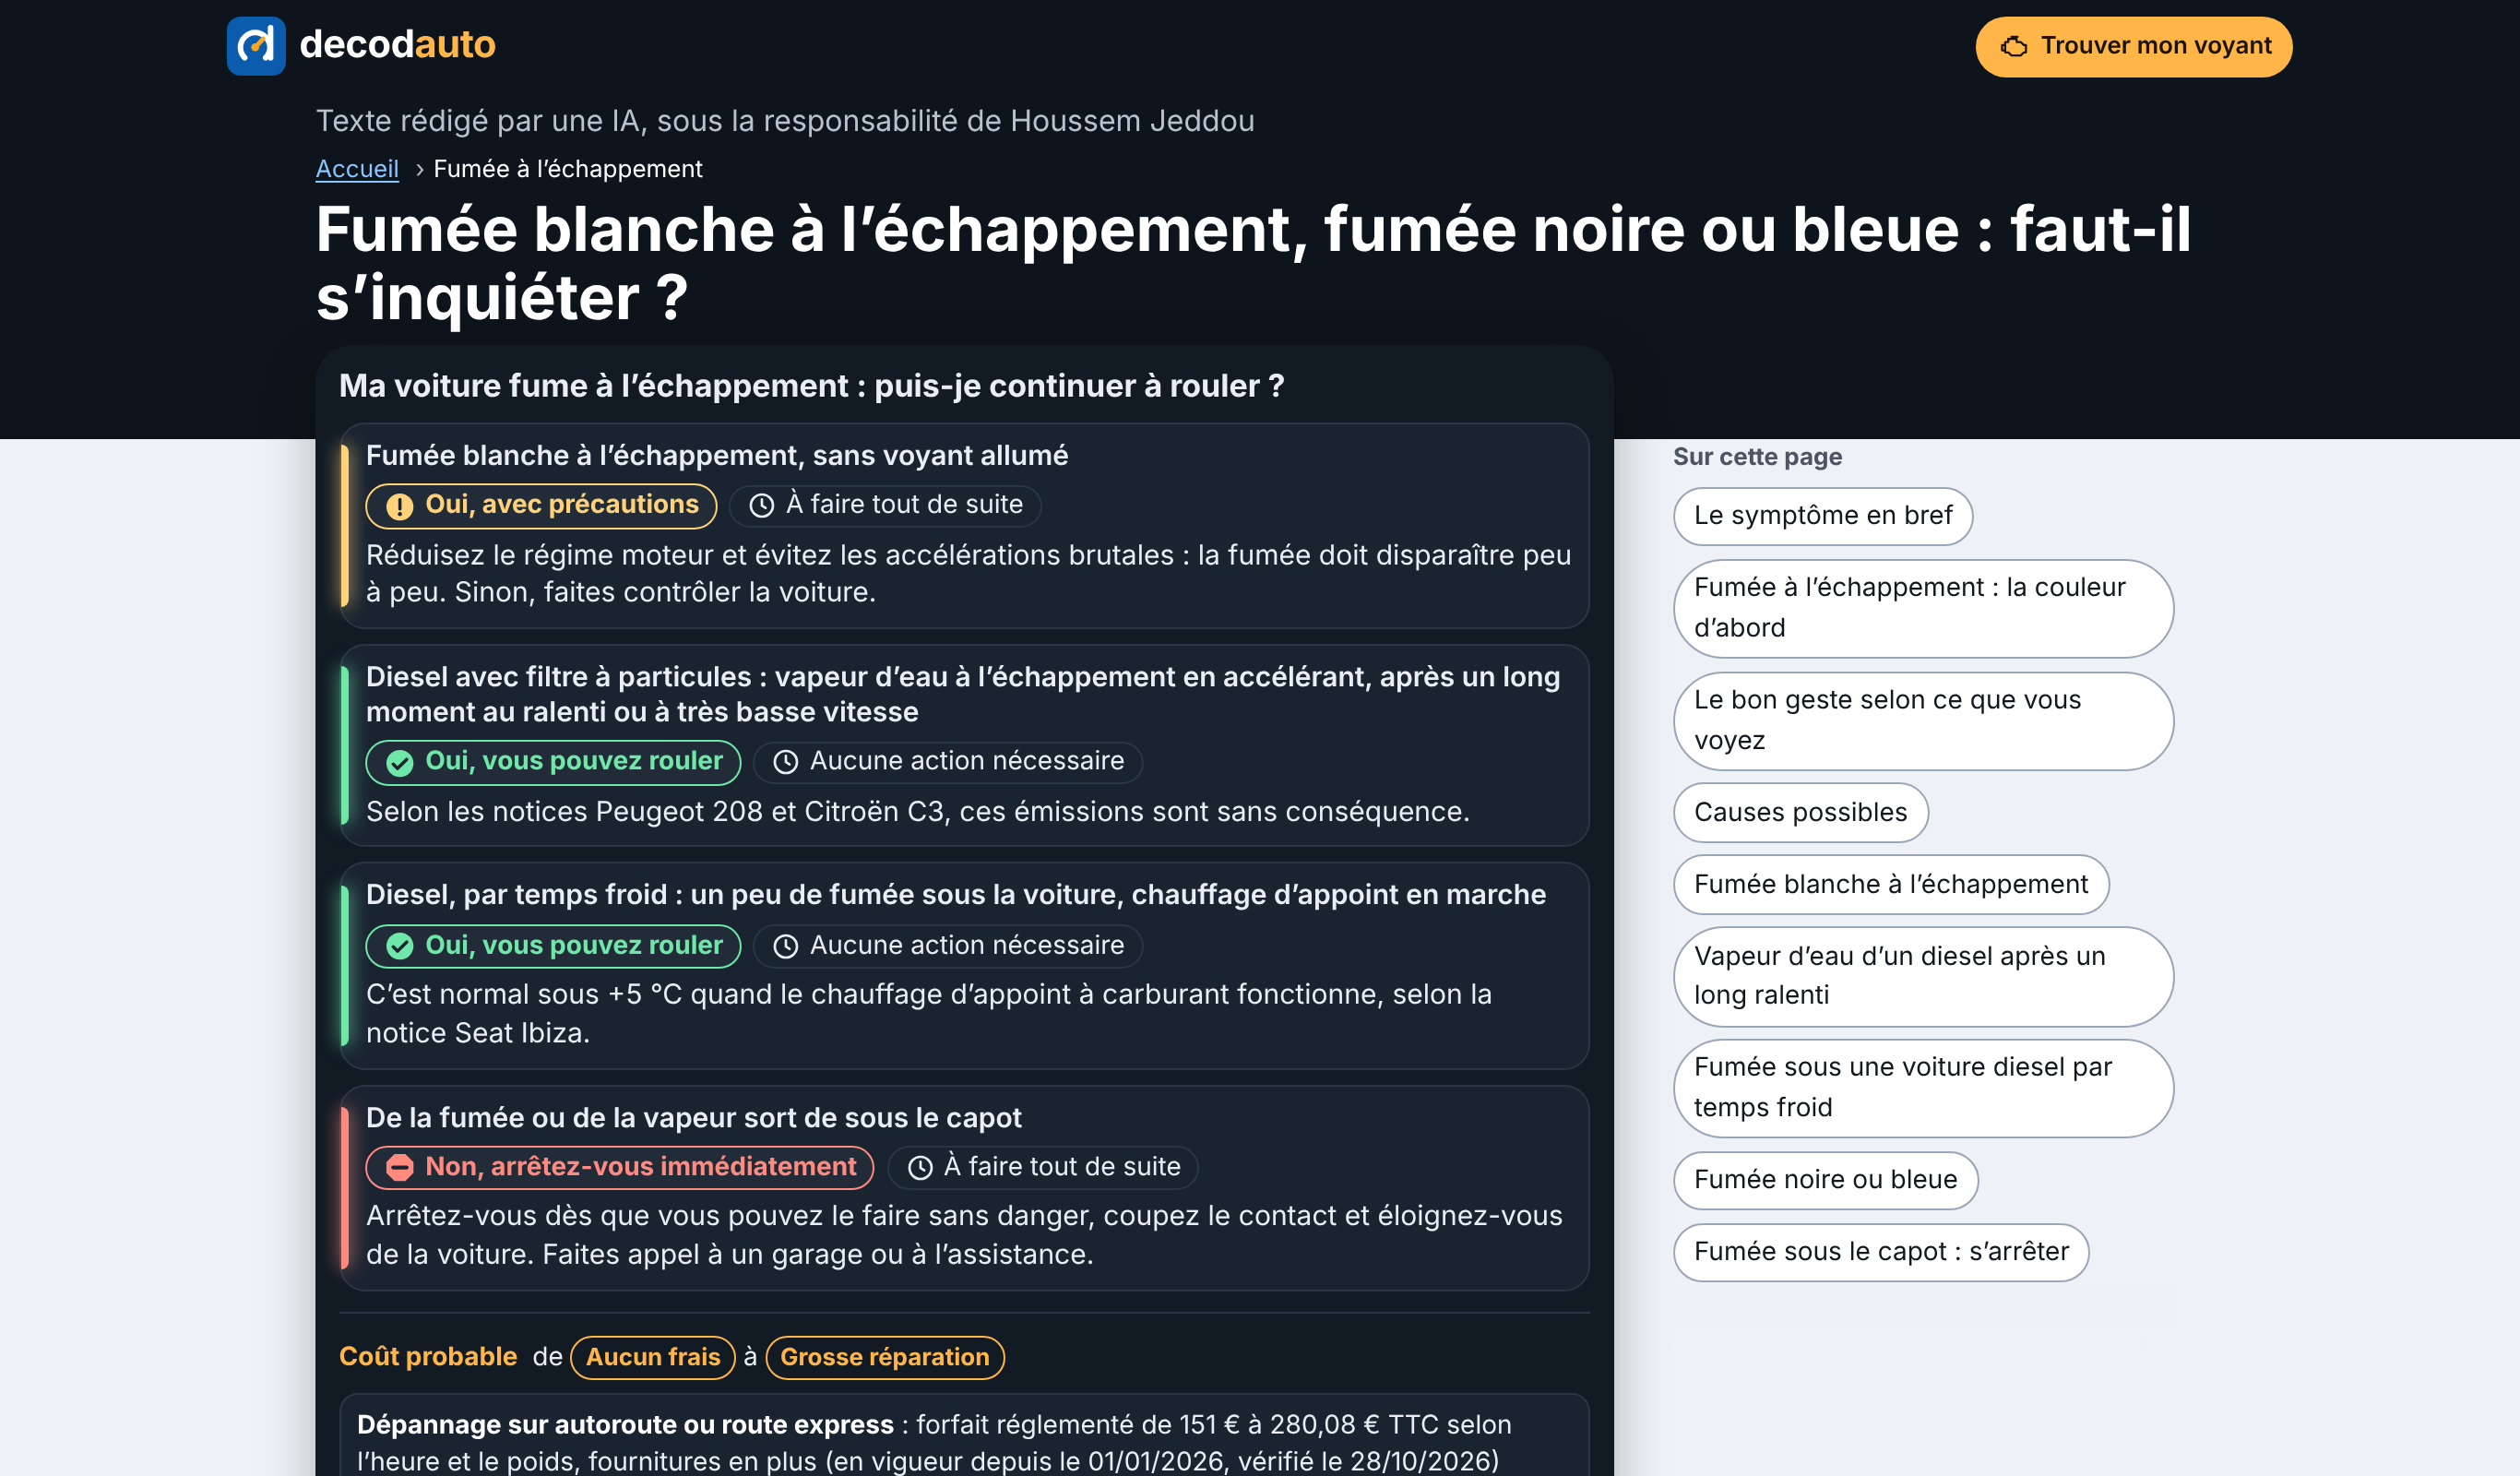 decodauto
Trouver mon voyant
Texte rédigé par une IA, sous la responsabilité de Houssem Jeddou
Accueil › Fumée à l’échappement
Fumée blanche à l’échappement, fumée noire ou bleue : faut-il
s’inquiéter ?
Ma voiture fume à l’échappement : puis-je continuer à rouler ?
Fumée blanche à l’échappement, sans voyant allumé
Oui, avec précautions
À faire tout de suite
Réduisez le régime moteur et évitez les accélérations brutales : la fumée doit disparaître peu
à peu. Sinon, faites contrôler la voiture.
Diesel avec filtre à particules : vapeur d’eau à l’échappement en accélérant, après un long
moment au ralenti ou à très basse vitesse
Oui, vous pouvez rouler
Aucune action nécessaire
Selon les notices Peugeot 208 et Citroën C3, ces émissions sont sans conséquence.
Diesel, par temps froid : un peu de fumée sous la voiture, chauffage d’appoint en marche
Oui, vous pouvez rouler
Aucune action nécessaire
C’est normal sous +5 °C quand le chauffage d’appoint à carburant fonctionne, selon la
notice Seat Ibiza.
De la fumée ou de la vapeur sort de sous le capot
Non, arrêtez-vous immédiatement
À faire tout de suite
Arrêtez-vous dès que vous pouvez le faire sans danger, coupez le contact et éloignez-vous
de la voiture. Faites appel à un garage ou à l’assistance.
Coût probable de Aucun frais à Grosse réparation
Dépannage sur autoroute ou route express : forfait réglementé de 151 € à 280,08 € TTC selon
l’heure et le poids, fournitures en plus (en vigueur depuis le 01/01/2026, vérifié le 28/10/2026)
Sur cette page
Le symptôme en bref
Fumée à l’échappement : la couleur
d’abord
Le bon geste selon ce que vous
voyez
Causes possibles
Fumée blanche à l’échappement
Vapeur d’eau d’un diesel après un
long ralenti
Fumée sous une voiture diesel par
temps froid
Fumée noire ou bleue
Fumée sous le capot : s’arrêter